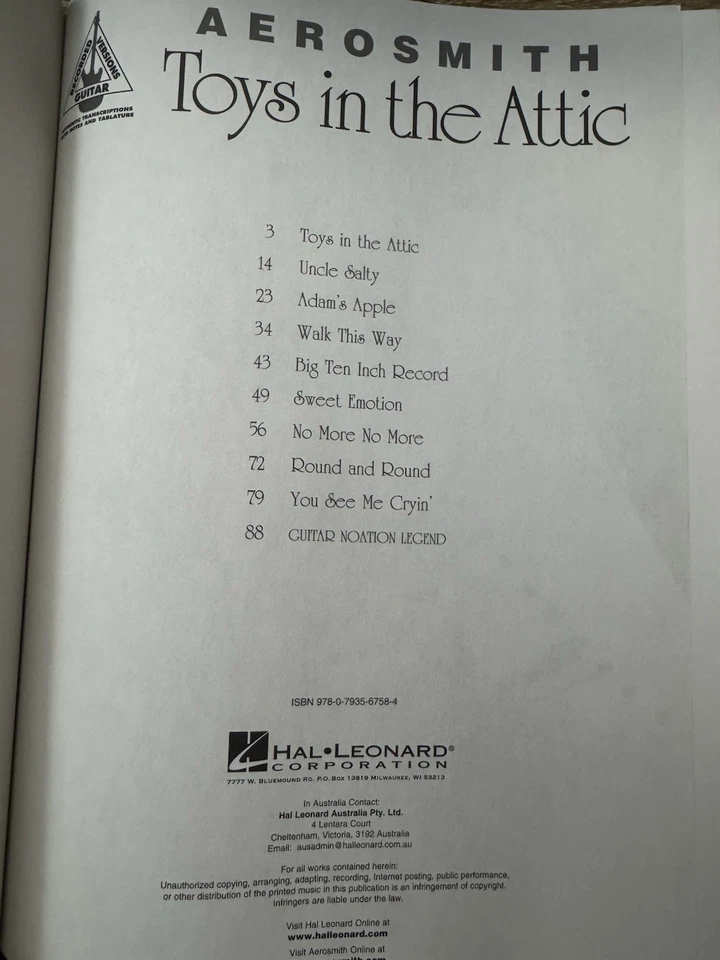 AEROSMITH
Toys in the Attic
RECORDED VERSIONS
GUITAR
AUTHENTIC TRANSCRIPTIONS
WITH NOTES AND TABLATURE
3 Toys in the Attic
14 Uncle Salty
23 Adam's Apple
34 Walk This Way
43 Big Ten Inch Record
49 Sweet Emotion
56 No More No More
72 Round and Round
79 You See Me Cryin'
88 GUITAR NOATION LEGEND
ISBN 978-0-7935-6758-4
HAL•LEONARD®
CORPORATION
7777 W. BLUEMOUND RD. P.O. BOX 13819 MILWAUKEE, WI 53213
In Australia Contact:
Hal Leonard Australia Pty. Ltd.
4 Lentara Court
Cheltenham, Victoria, 3192 Australia
Email: ausadmin@halleonard.com.au
For all works contained herein:
Unauthorized copying, arranging, adapting, recording, Internet posting, public performance,
or other distribution of the printed music in this publication is an infringement of copyright.
Infringers are liable under the law.
Visit Hal Leonard Online at
www.halleonard.com
Visit Aerosmith Online at